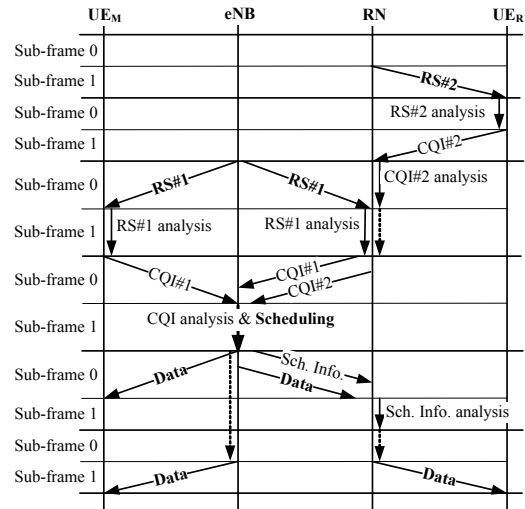 UEM eNB RN UER
Sub-frame 0
Sub-frame 1 RS#2
Sub-frame 0 RS#2 analysis
Sub-frame 1 CQI#2
Sub-frame 0 RS#1 RS#1 CQI#2 analysis
Sub-frame 1 RS#1 analysis RS#1 analysis
Sub-frame 0 CQI#1 CQI#1 CQI#2
Sub-frame 1 CQI analysis & Scheduling
Sub-frame 0 Data Sch. Info. Data
Sub-frame 1 Sch. Info. analysis
Sub-frame 0
Sub-frame 1 Data Data